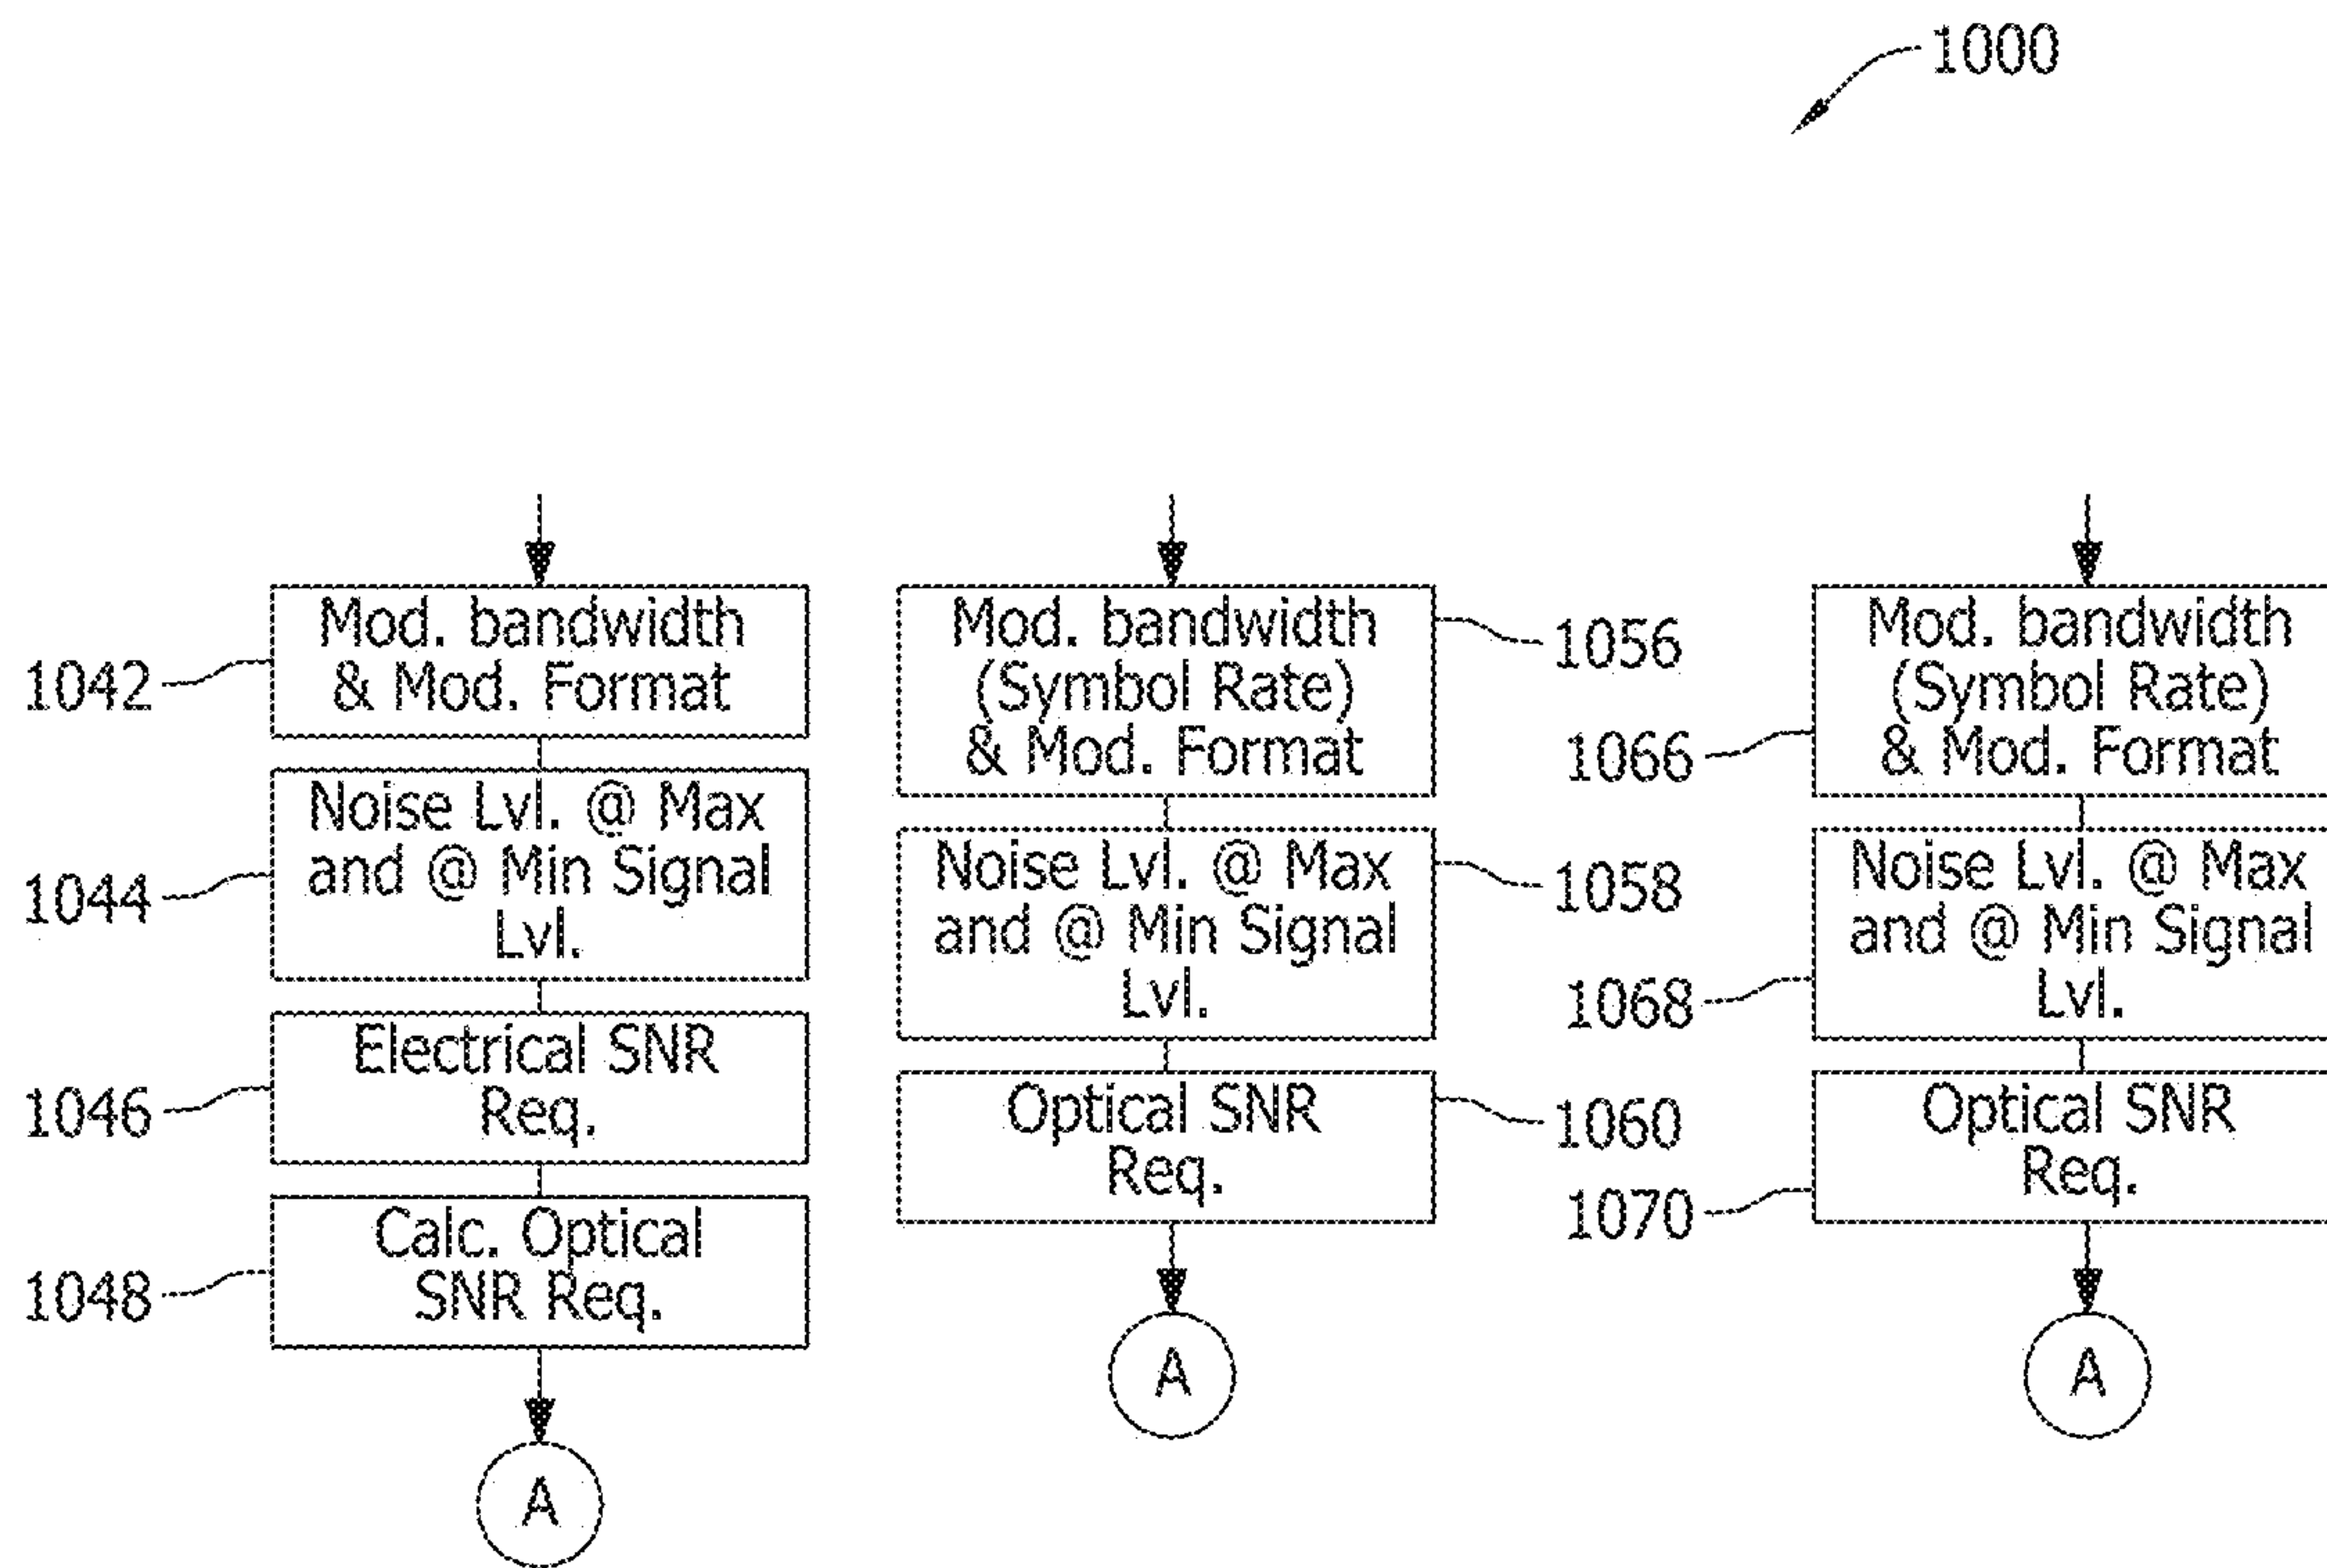 1000
1042
Mod. bandwidth
& Mod. Format
1044
Noise Lvl. @ Max
and @ Min Signal
Lvl.
1046
Electrical SNR
Req.
1048
Calc. Optical
SNR Req.
A
1056
Mod. bandwidth
(Symbol Rate)
& Mod. Format
1058
Noise Lvl. @ Max
and @ Min Signal
Lvl.
1060
Optical SNR
Req.
A
1066
Mod. bandwidth
(Symbol Rate)
& Mod. Format
1068
Noise Lvl. @ Max
and @ Min Signal
Lvl.
1070
Optical SNR
Req.
A